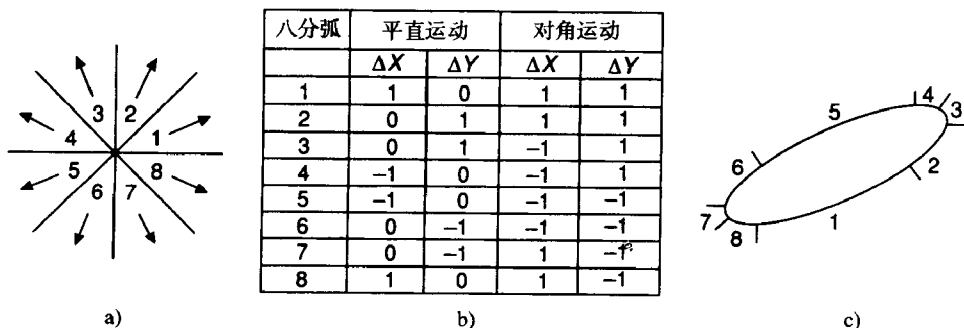 3 2
4 1
5 8
6 7
a)
八分弧 平直运动 对角运动
ΔX ΔY ΔX ΔY
1 1 0 1 1
2 0 1 1 1
3 0 1 -1 1
4 -1 0 -1 1
5 -1 0 -1 -1
6 0 -1 -1 -1
7 0 -1 1 -1
8 1 0 1 -1
b)
5 4 3
6 2
7 8 1
c)